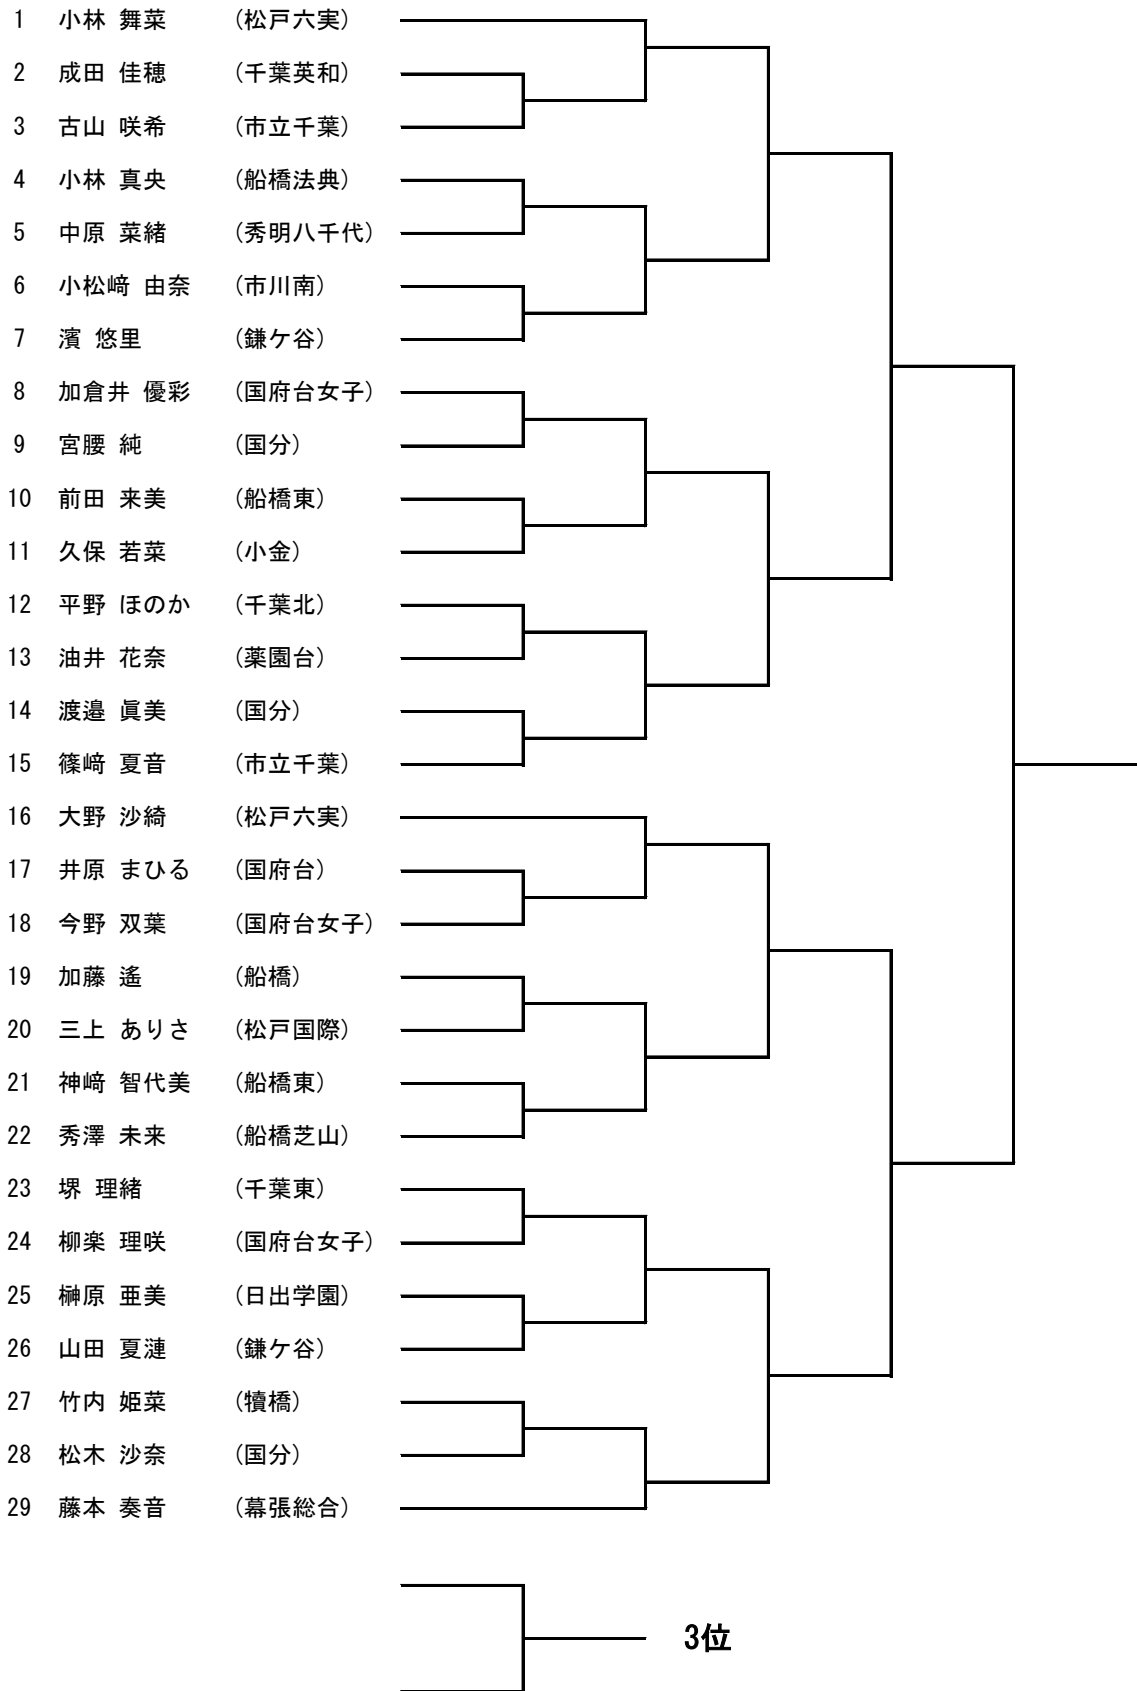 1 小林 舞菜 (松戸六実)
2 成田 佳穂 (千葉英和)
3 古山 咲希 (市立千葉)
4 小林 真央 (船橋法典)
5 中原 菜緒 (秀明八千代)
6 小松﨑 由奈 (市川南)
7 濱 悠里 (鎌ケ谷)
8 加倉井 優彩 (国府台女子)
9 宮腰 純 (国分)
10 前田 来美 (船橋東)
11 久保 若菜 (小金)
12 平野 ほのか (千葉北)
13 油井 花奈 (薬園台)
14 渡邉 眞美 (国分)
15 篠﨑 夏音 (市立千葉)
16 大野 沙綺 (松戸六実)
17 井原 まひる (国府台)
18 今野 双葉 (国府台女子)
19 加藤 遙 (船橋)
20 三上 ありさ (松戸国際)
21 神﨑 智代美 (船橋東)
22 秀澤 未来 (船橋芝山)
23 堺 理緒 (千葉東)
24 柳楽 理咲 (国府台女子)
25 榊原 亜美 (日出学園)
26 山田 夏漣 (鎌ケ谷)
27 竹内 姫菜 (犢橋)
28 松木 沙奈 (国分)
29 藤本 奏音 (幕張総合)
3位